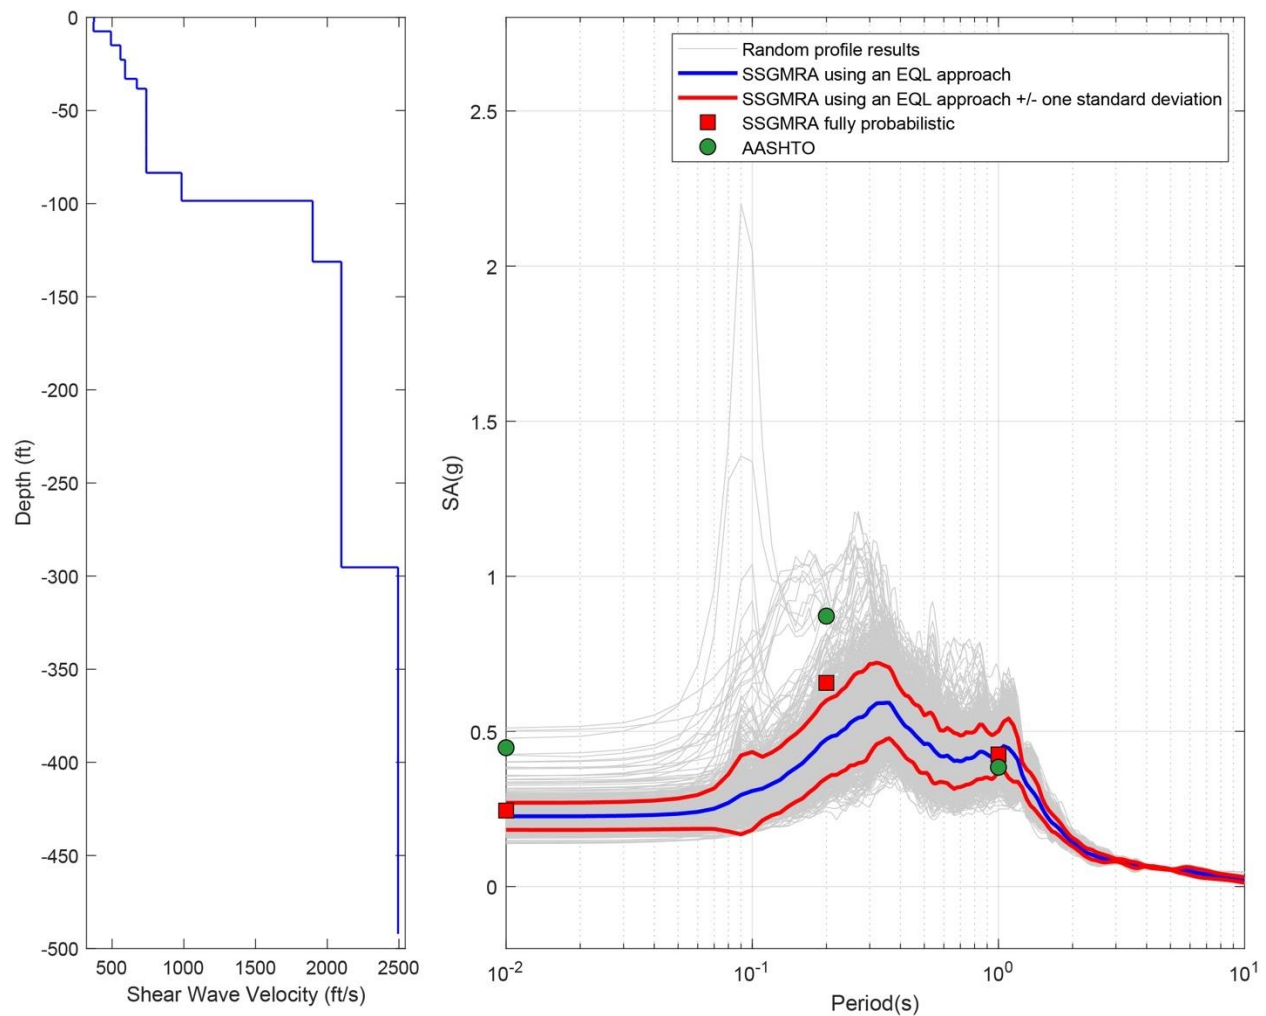 0
-50
-100
-150
-200
-250
-300
-350
-400
-450
-500
Depth (ft)
500 1000 1500 2000 2500
Shear Wave Velocity (ft/s)
Random profile results
SSGMRA using an EQL approach
SSGMRA using an EQL approach +/- one standard deviation
SSGMRA fully probabilistic
AASHTO
2.5
2
1.5
1
0.5
0
SA(g)
10-2 10-1 100 101
Period(s)